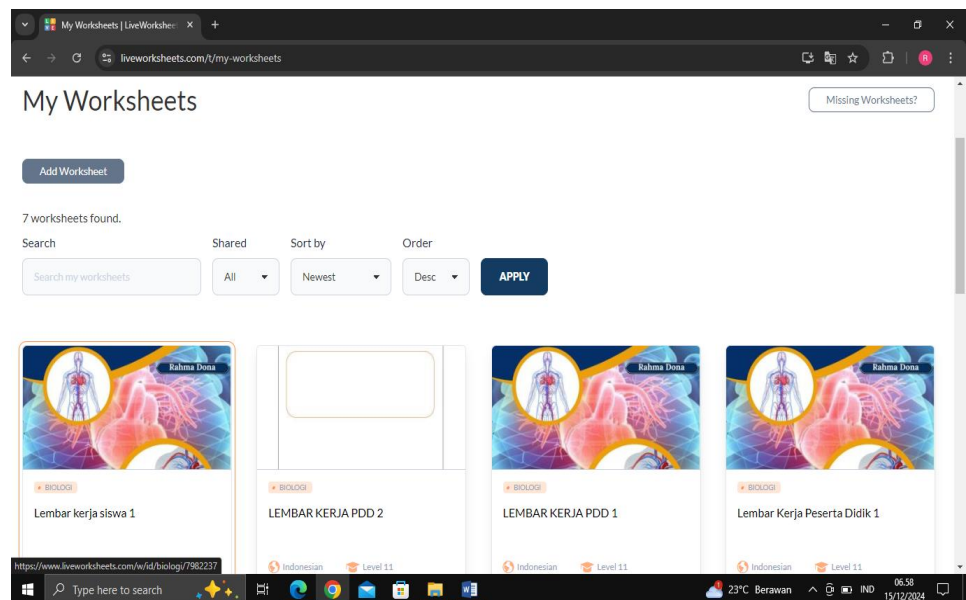 My Worksheets | LiveWorkshee
liveworksheets.com/t/my-worksheets
R
My Worksheets
Missing Worksheets?
Add Worksheet
7 worksheets found.
Search Shared Sort by Order
Search my worksheets All Newest Desc APPLY
Rahma Dona Rahma Dona Rahma Dona
BIOLOGI BIOLOGI BIOLOGI BIOLOGI
Lembar kerja siswa 1 LEMBAR KERJA PDD 2 LEMBAR KERJA PDD 1 Lembar Kerja Peserta Didik 1
https://www.liveworksheets.com/w/id/biologi/7982237 Indonesian Level 11 Indonesian Level 11 Indonesian Level 11
Type here to search 23°C Berawan IND 06.58
15/12/2024